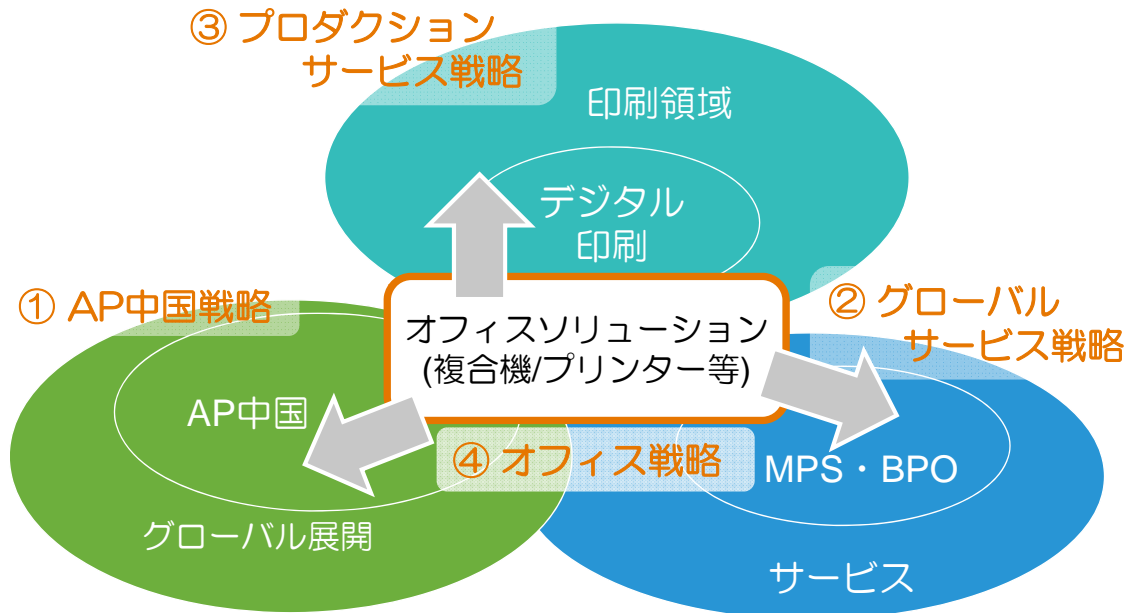 ③ プロダクション
サービス戦略
印刷領域
デジタル
印刷
① AP中国戦略
② グローバル
サービス戦略
オフィスソリューション
(複合機/プリンター等)
AP中国
④ オフィス戦略
MPS・BPO
グローバル展開
サービス